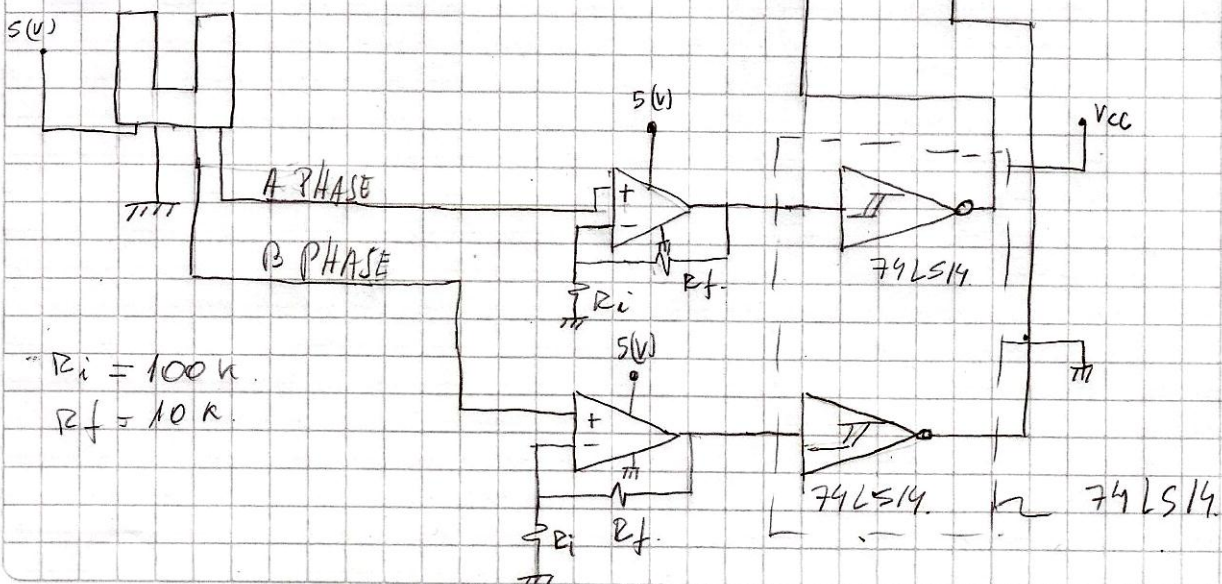 5(V)
5(V)
Vcc
A PHASE
+
-
B PHASE
Rf.
74LS14.
Ri
5(V)
Ri = 100 K.
Rf = 10 K.
+
-
74LS14.
74LS14.
Rf.
Ri